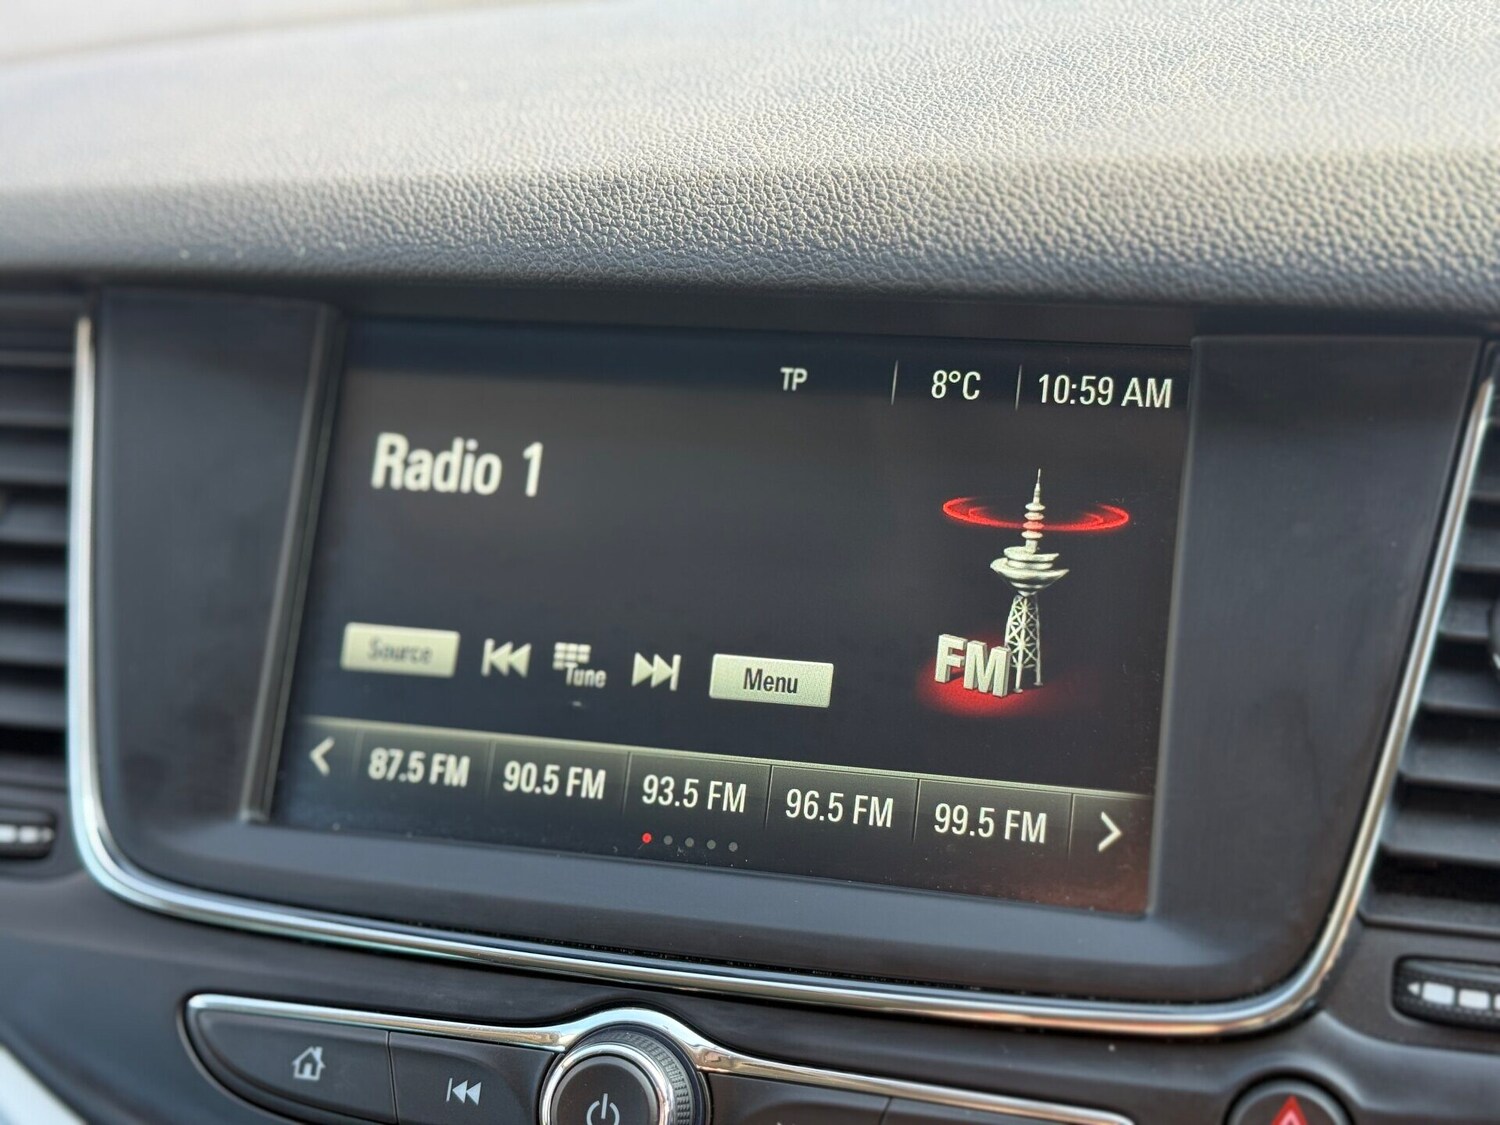 TP 8°C 10:59 AM
Radio 1
FM
Source Tune Menu
87.5 FM 90.5 FM 93.5 FM 96.5 FM 99.5 FM